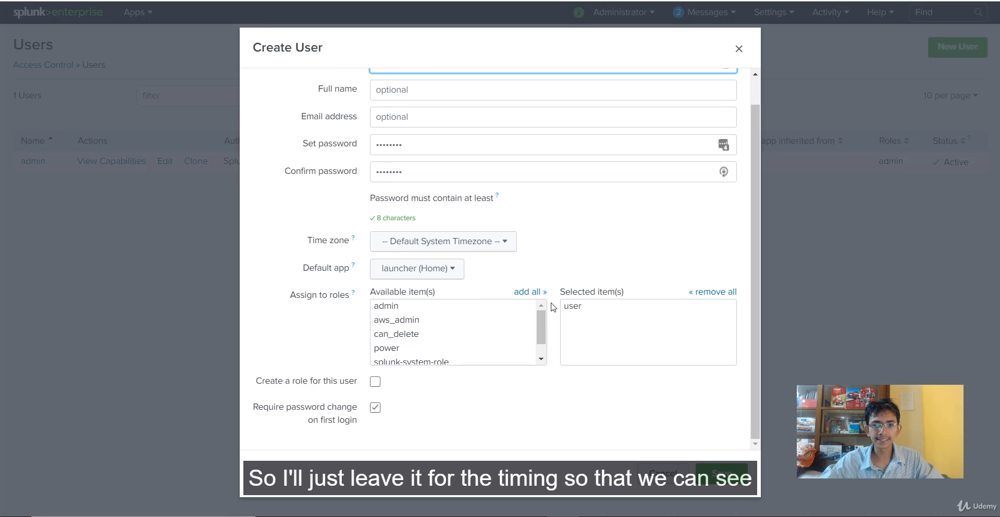 splunk>enterprise Apps Administrator 2 Messages Settings Activity Help Find
Users
New User
Access Control » Users
1 Users filter 10 per page
Name Actions app inherited from Roles Status ?
admin View Capabilities Edit Clone admin Active
Create User
Full name optional
Email address optional
Set password •••••••• 4
Confirm password ••••••••
Password must contain at least ?
✓ 8 characters
Time zone ? -- Default System Timezone --
Default app ? launcher (Home)
Assign to roles ? Available item(s) add all » Selected item(s) « remove all
admin user
aws_admin
can_delete
power
splunk-system-role
Create a role for this user
Require password change
on first login
Cancel Save
So I'll just leave it for the timing so that we can see
Udemy